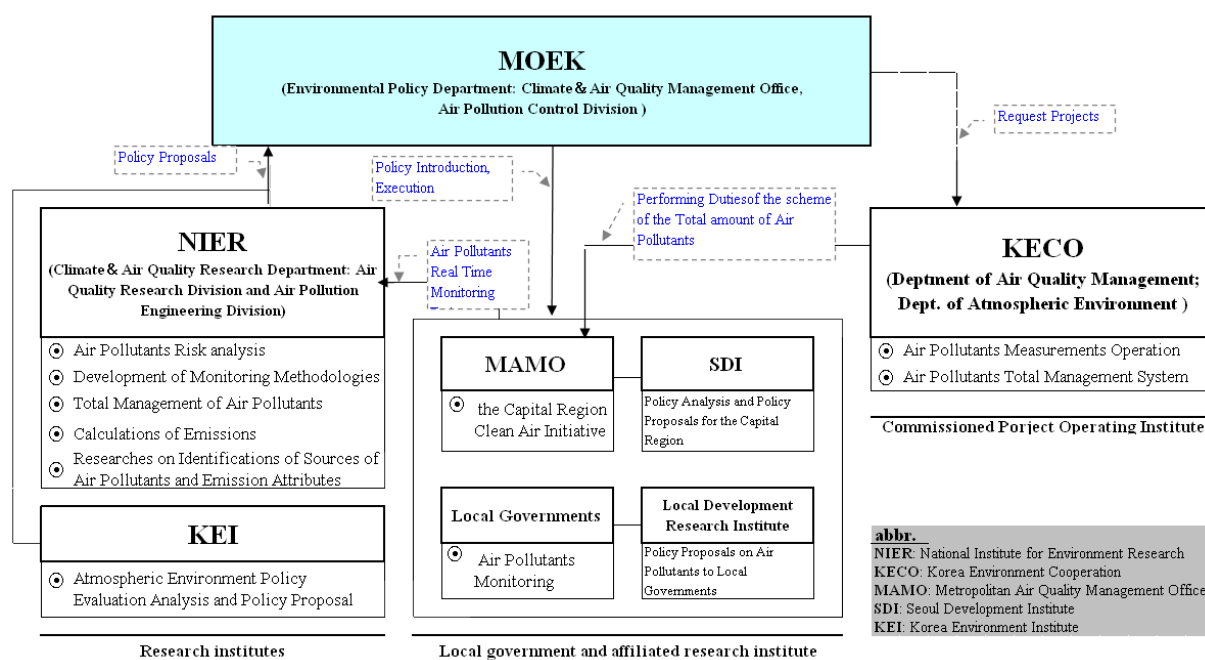 MOEK
(Environmental Policy Department: Climate& Air Quality Management Office,
Air Pollution Control Division )
Request Projects
Policy Proposals
Policy Introduction,
Execution
Performing Dutiesof the scheme
of the Total amount of Air
Pollutants
NIER
(Climate& Air Quality Research Department: Air
Quality Research Division and Air Pollution
Engineering Division)
Air Pollutants Risk analysis
Development of Monitoring Methodologies
Total Management of Air Pollutants
Calculations of Emissions
Researches on Identifications of Sources of
Air Pollutants and Emission Attributes
Air Pollutants
Real Time
Monitoring
KECO
(Deptment of Air Quality Management;
Dept. of Atmospheric Environment )
Air Pollutants Measurements Operation
Air Pollutants Total Management System
Commissioned Porject Operating Institute
MAMO
the Capital Region
Clean Air Initiative
SDI
Policy Analysis and Policy
Proposals for the Capital
Region
KEI
Atmospheric Environment Policy
Evaluation Analysis and Policy Proposal
Local Governments
Air Pollutants
Monitoring
Local Development
Research Institute
Policy Proposals on Air
Pollutants to Local
Governments
abbr.
NIER: National Institute for Environment Research
KECO: Korea Environment Cooperation
MAMO: Metropolitan Air Quality Management Office
SDI: Seoul Development Institute
KEI: Korea Environment Institute
Research institutes
Local government and affiliated research institute